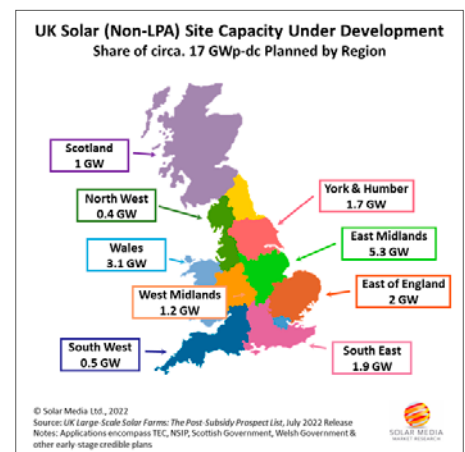 UK Solar (Non-LPA) Site Capacity Under Development
Share of circa. 17 GWp-dc Planned by Region
Scotland
1 GW
North West
0.4 GW
York & Humber
1.7 GW
Wales
3.1 GW
East Midlands
5.3 GW
West Midlands
1.2 GW
East of England
2 GW
South West
0.5 GW
South East
1.9 GW
© Solar Media Ltd., 2022
Source: UK Large-Scale Solar Farms: The Post-Subsidy Prospect List, July 2022 Release
Notes: Applications encompass TEC, NSIP, Scottish Government, Welsh Government &
other early-stage credible plans
SOLAR MEDIA
MARKET RESEARCH